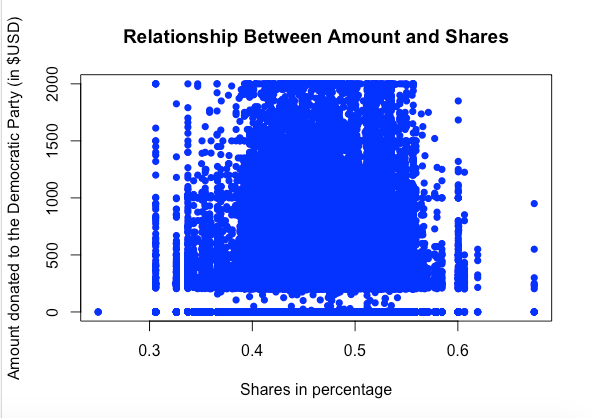 Relationship Between Amount and Shares
Amount donated to the Democratic Party (in $USD)
2000
1500
1000
500
0
0.3 0.4 0.5 0.6
Shares in percentage